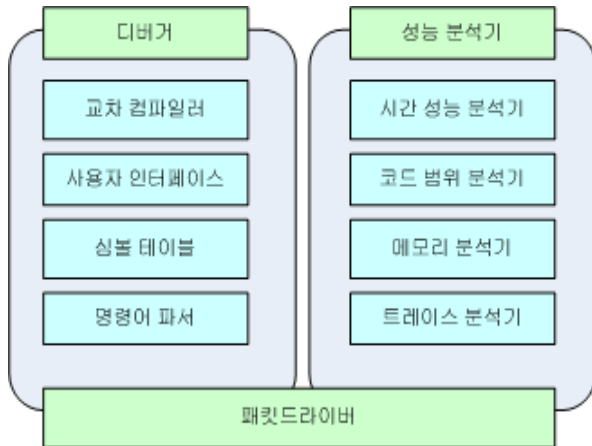 디버거
교차 컴파일러
사용자 인터페이스
심볼 테이블
명령어 파서
성능 분석기
시간 성능 분석기
코드 범위 분석기
메모리 분석기
트레이스 분석기
패킷드라이버